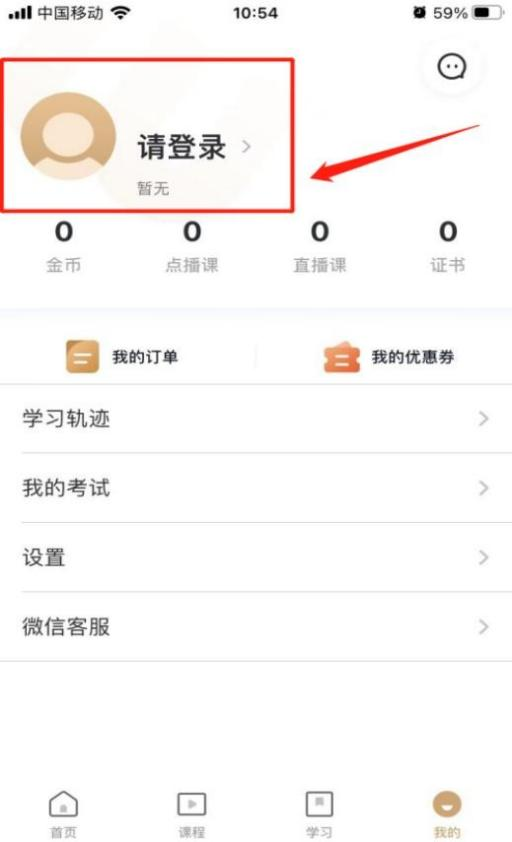 中国移动 10:54 59%
请登录
暂无
0 0 0 0
金币 点播课 直播课 证书
我的订单 我的优惠券
学习轨迹
我的考试
设置
微信客服
首页 课程 学习 我的